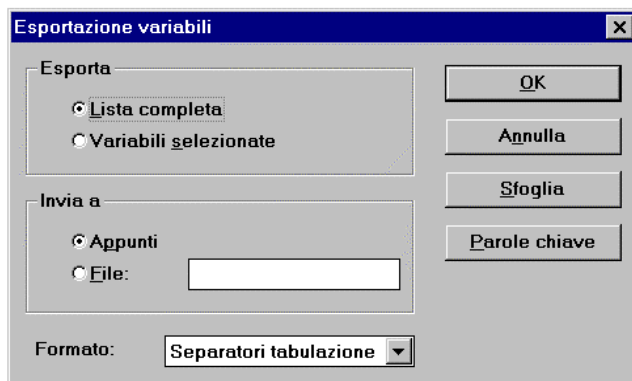 Esportazione variabili
Esporta
Lista completa
Variabili selezionate
Invia a
Appunti
File:
Formato:
Separatori tabulazione
OK
Annulla
Sfoglia
Parole chiave